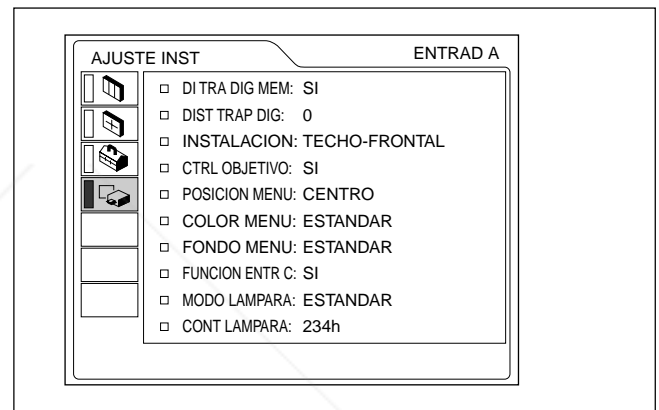 AJUSTE INST ENTRAD A
DI TRA DIG MEM: SI
DIST TRAP DIG: 0
INSTALACION: TECHO-FRONTAL
CTRL OBJETIVO: SI
POSICION MENU: CENTRO
COLOR MENU: ESTANDAR
FONDO MENU: ESTANDAR
FUNCION ENTR C: SI
MODO LAMPARA: ESTANDAR
CONT LAMPARA: 234h